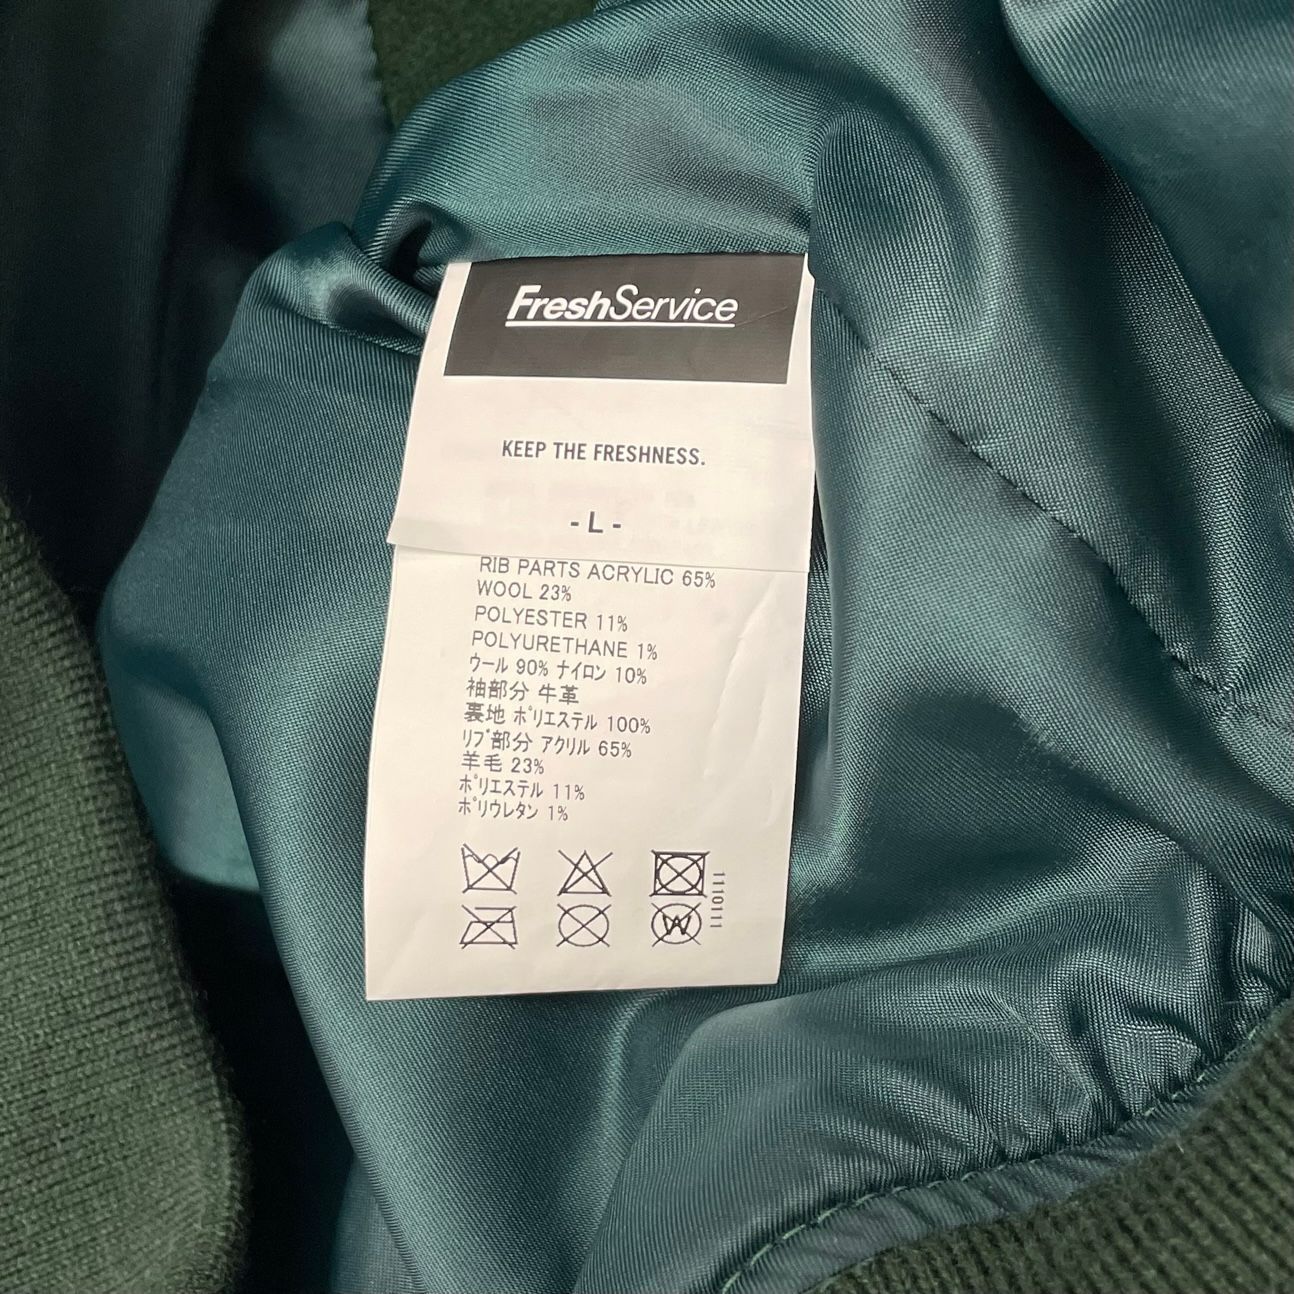 FreshService
KEEP THE FRESHNESS.
- L -
RIB PARTS ACRYLIC 65%
WOOL 23%
POLYESTER 11%
POLYURETHANE 1%
ウール 90% ナイロン 10%
袖部分 牛革
裏地 ポリエステル 100%
リブ部分 アクリル 65%
羊毛 23%
ポリエステル 11%
ポリウレタン 1%
W
1110111